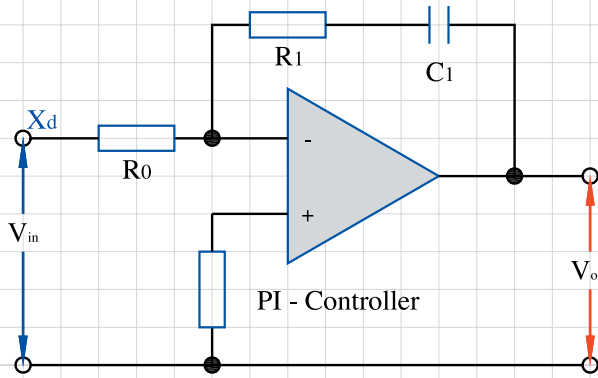 R1
C1
Xd
R0
-
+
Vin
Vo
PI - Controller